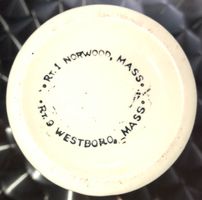 • RT. 1 NORWOOD, MASS. •
• RT. 9 WESTBORO, MASS. •